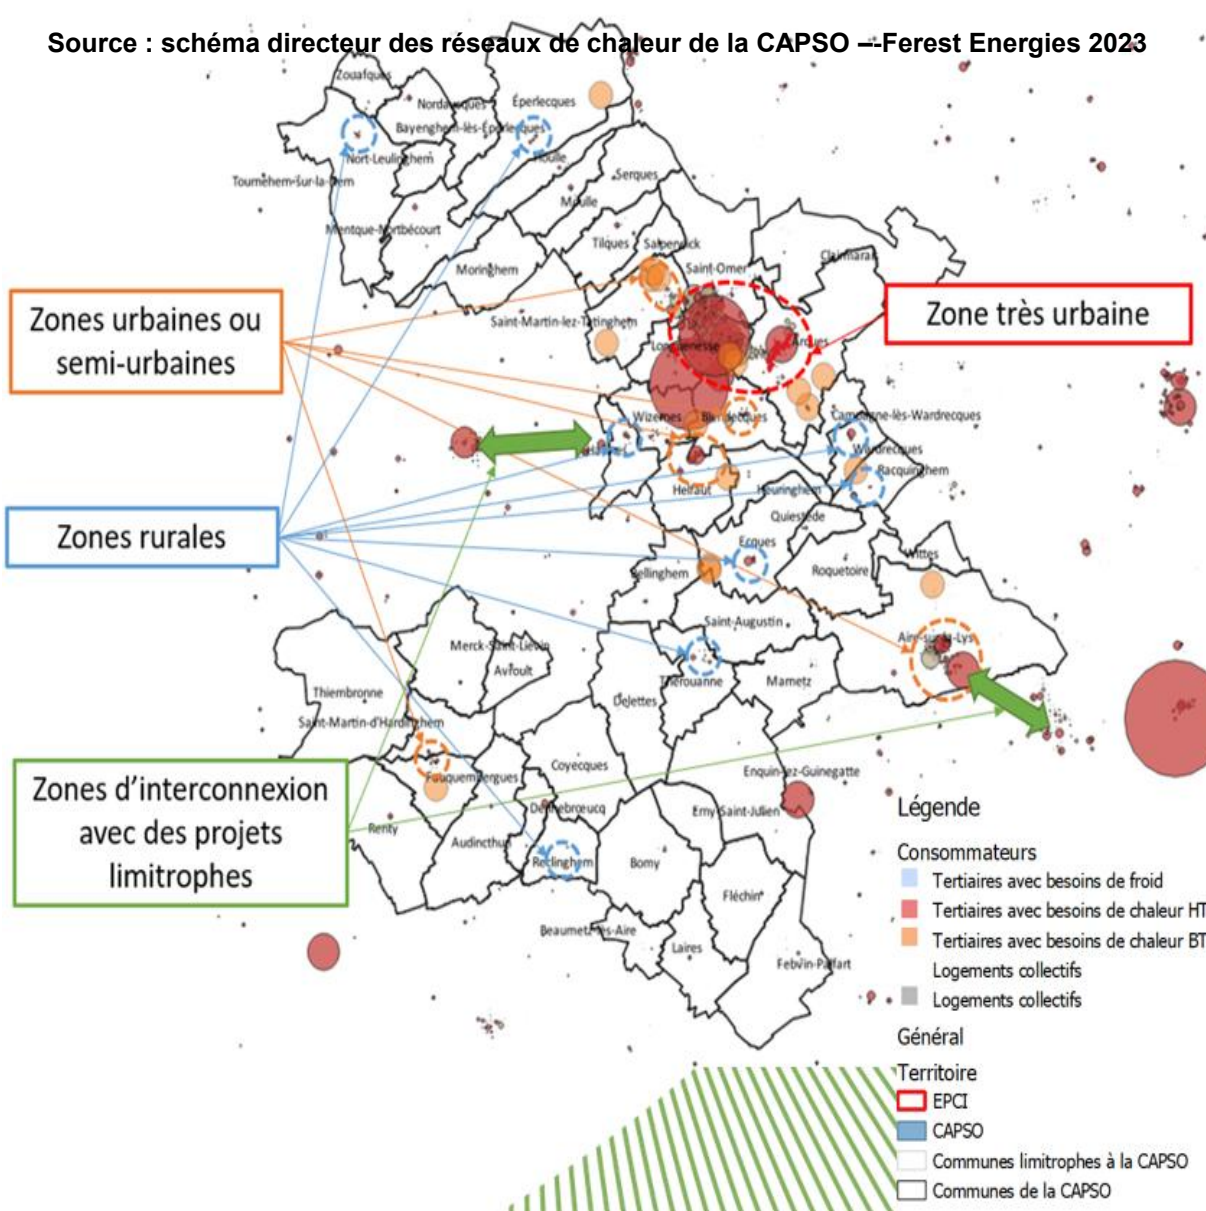 Source : schéma directeur des réseaux de chaleur de la CAPSO –-Ferest Energies 2023
Zouafques
Nordausques
Éperlecques
Bayenghem-lès-Éperlecques
Houlle
Nort-Leulinghem
Tournehem-sur-la-Hem
Serques
Moulle
Mentque-Nortbécourt
Tilques
Salperwick
Clairmarais
Moringhem
Saint-Omer
Zones urbaines ou
semi-urbaines
Zone très urbaine
Saint-Martin-lez-Tatinghem
Longuenesse
Arques
Wizernes
Blendecques
Campagne-lès-Wardrecques
Wardrecques
Racquinghem
Helfaut
Heuringhem
Quiestède
Zones rurales
Ecques
Wittes
Bellinghem
Roquetoire
Saint-Augustin
Aire-sur-la-Lys
Merck-Saint-Liévin
Avroult
Thérouanne
Mametz
Thiembronne
Delettes
Saint-Martin-d'Hardinghem
Zones d'interconnexion
avec des projets
limitrophes
Coyecques
Fauquembergues
Enquin-lez-Guinegatte
Dennebrœucq
Erny-Saint-Julien
Renty
Audincthun
Reclinghem
Bomy
Fléchin
Beaumetz-lès-Aire
Laires
Febvin-Palfart
Légende
Consommateurs
Tertiaires avec besoins de froid
Tertiaires avec besoins de chaleur HT
Tertiaires avec besoins de chaleur BT
Logements collectifs
Logements collectifs
Général
Territoire
EPCI
CAPSO
Communes limitrophes à la CAPSO
Communes de la CAPSO